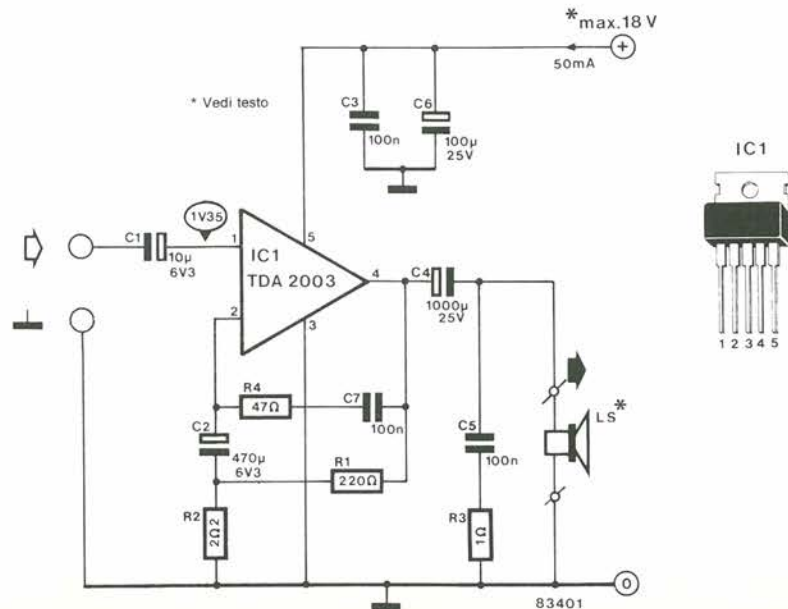 * max. 18 V
+
50mA
* Vedi testo
C3
100n
C6
100µ
25V
IC1
1V35
C1
10µ
6V3
1
5
IC1
TDA 2003
4
2
3
C4
1000µ
25V
1 2 3 4 5
R4
47Ω
C7
100n
LS*
C2
470µ
6V3
R1
220Ω
C5
100n
R2
2Ω2
R3
1Ω
0
83401